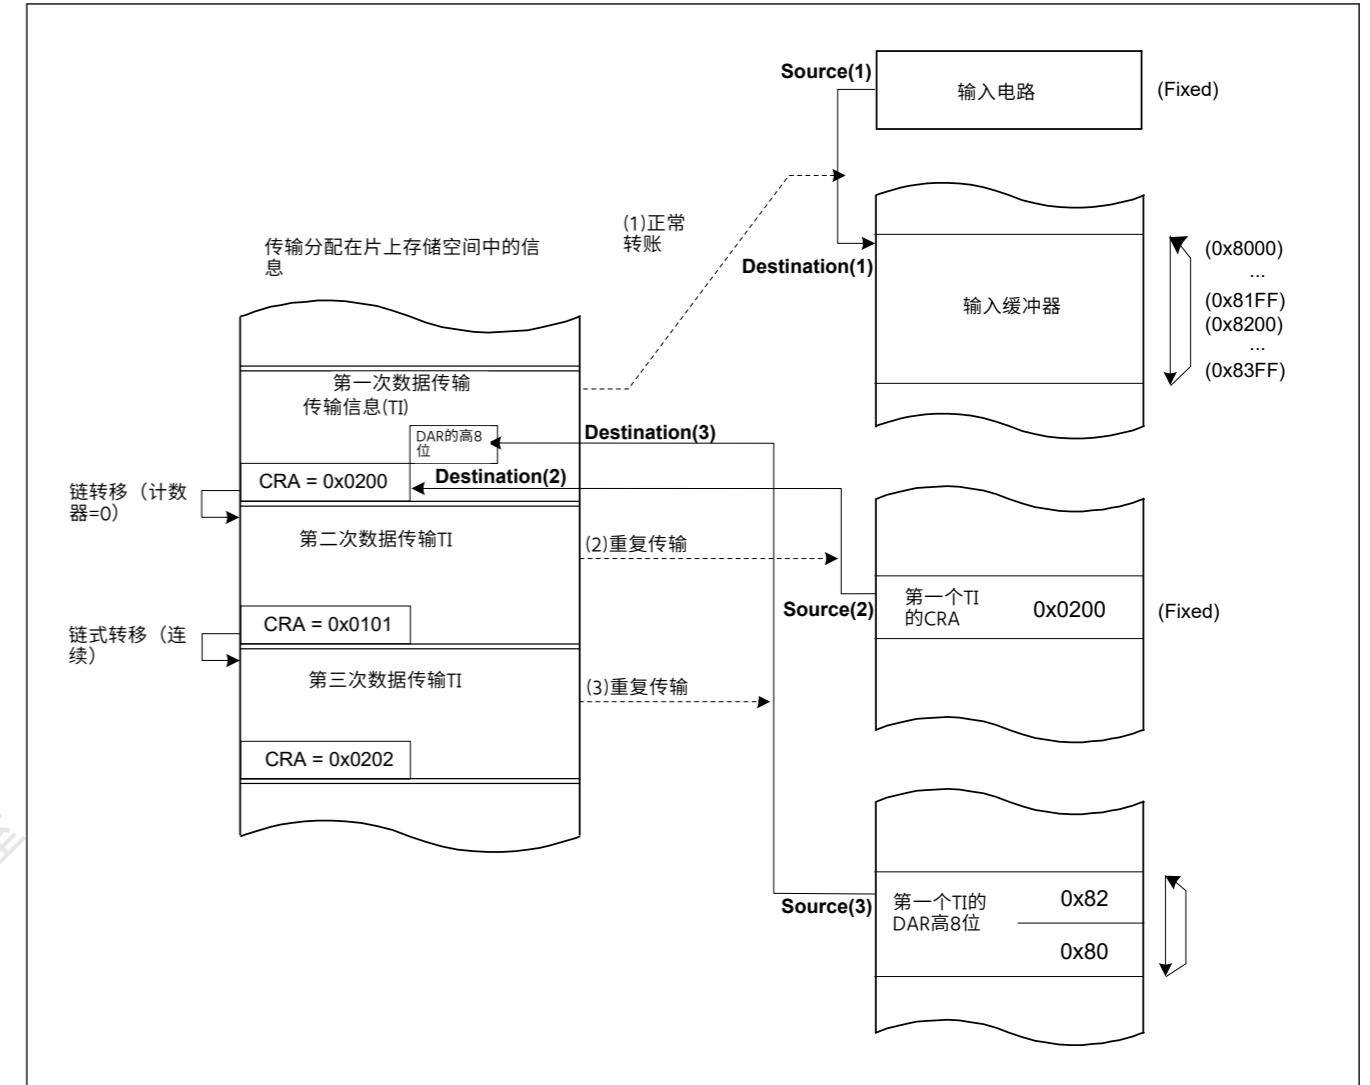 Source(1)
输入电路
(Fixed)
(1)正常
转账
传输分配在片上存储空间中的信
息
Destination(1)
输入缓冲器
(0x8000)
...
(0x81FF)
(0x8200)
...
(0x83FF)
第一次数据传输
传输信息(TI)
DAR的高8
位
Destination(3)
CRA = 0x0200
Destination(2)
链转移（计数
器=0）
第二次数据传输TI
(2)重复传输
Source(2)
第一个TI
的CRA
0x0200
(Fixed)
CRA = 0x0101
链式转移（连
续）
第三次数据传输TI
(3)重复传输
CRA = 0x0202
Source(3)
第一个TI的
DAR高8位
0x82
0x80